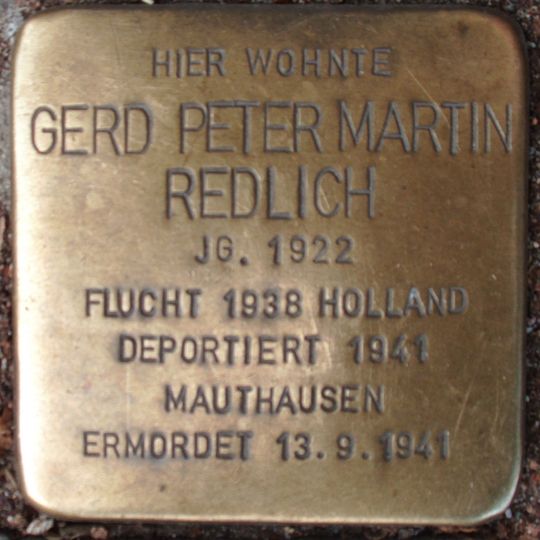 HIER WOHNTE
GERD PETER MARTIN
REDLICH
JG. 1922
FLUCHT 1938 HOLLAND
DEPORTIERT 1941
MAUTHAUSEN
ERMORDET 13.9.1941